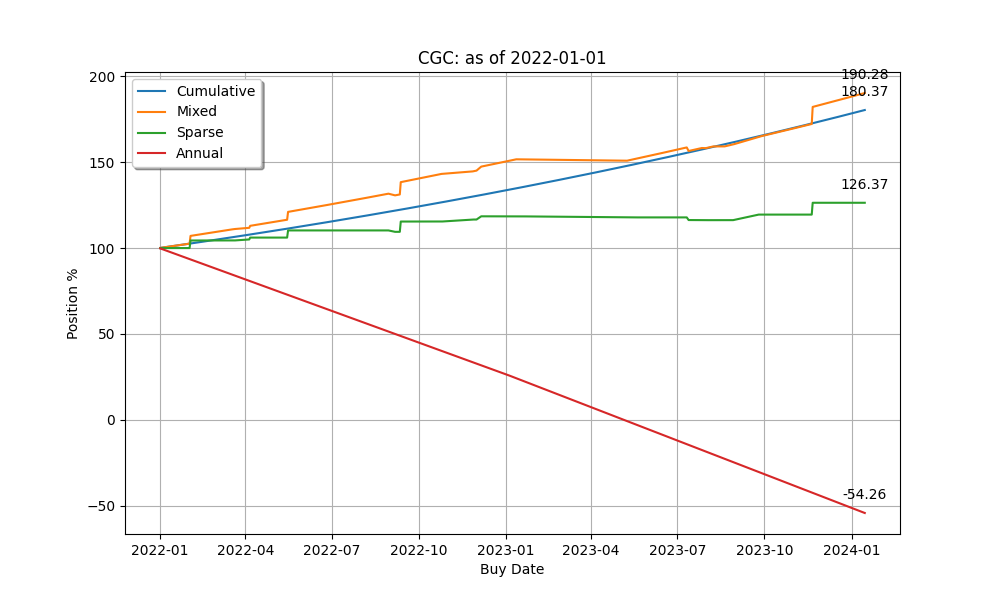 CGC: as of 2022-01-01
Cumulative
Mixed
Sparse
Annual
190.28
180.37
126.37
-54.26
200
150
100
50
0
−50
Position %
2022-01 2022-04 2022-07 2022-10 2023-01 2023-04 2023-07 2023-10 2024-01
Buy Date